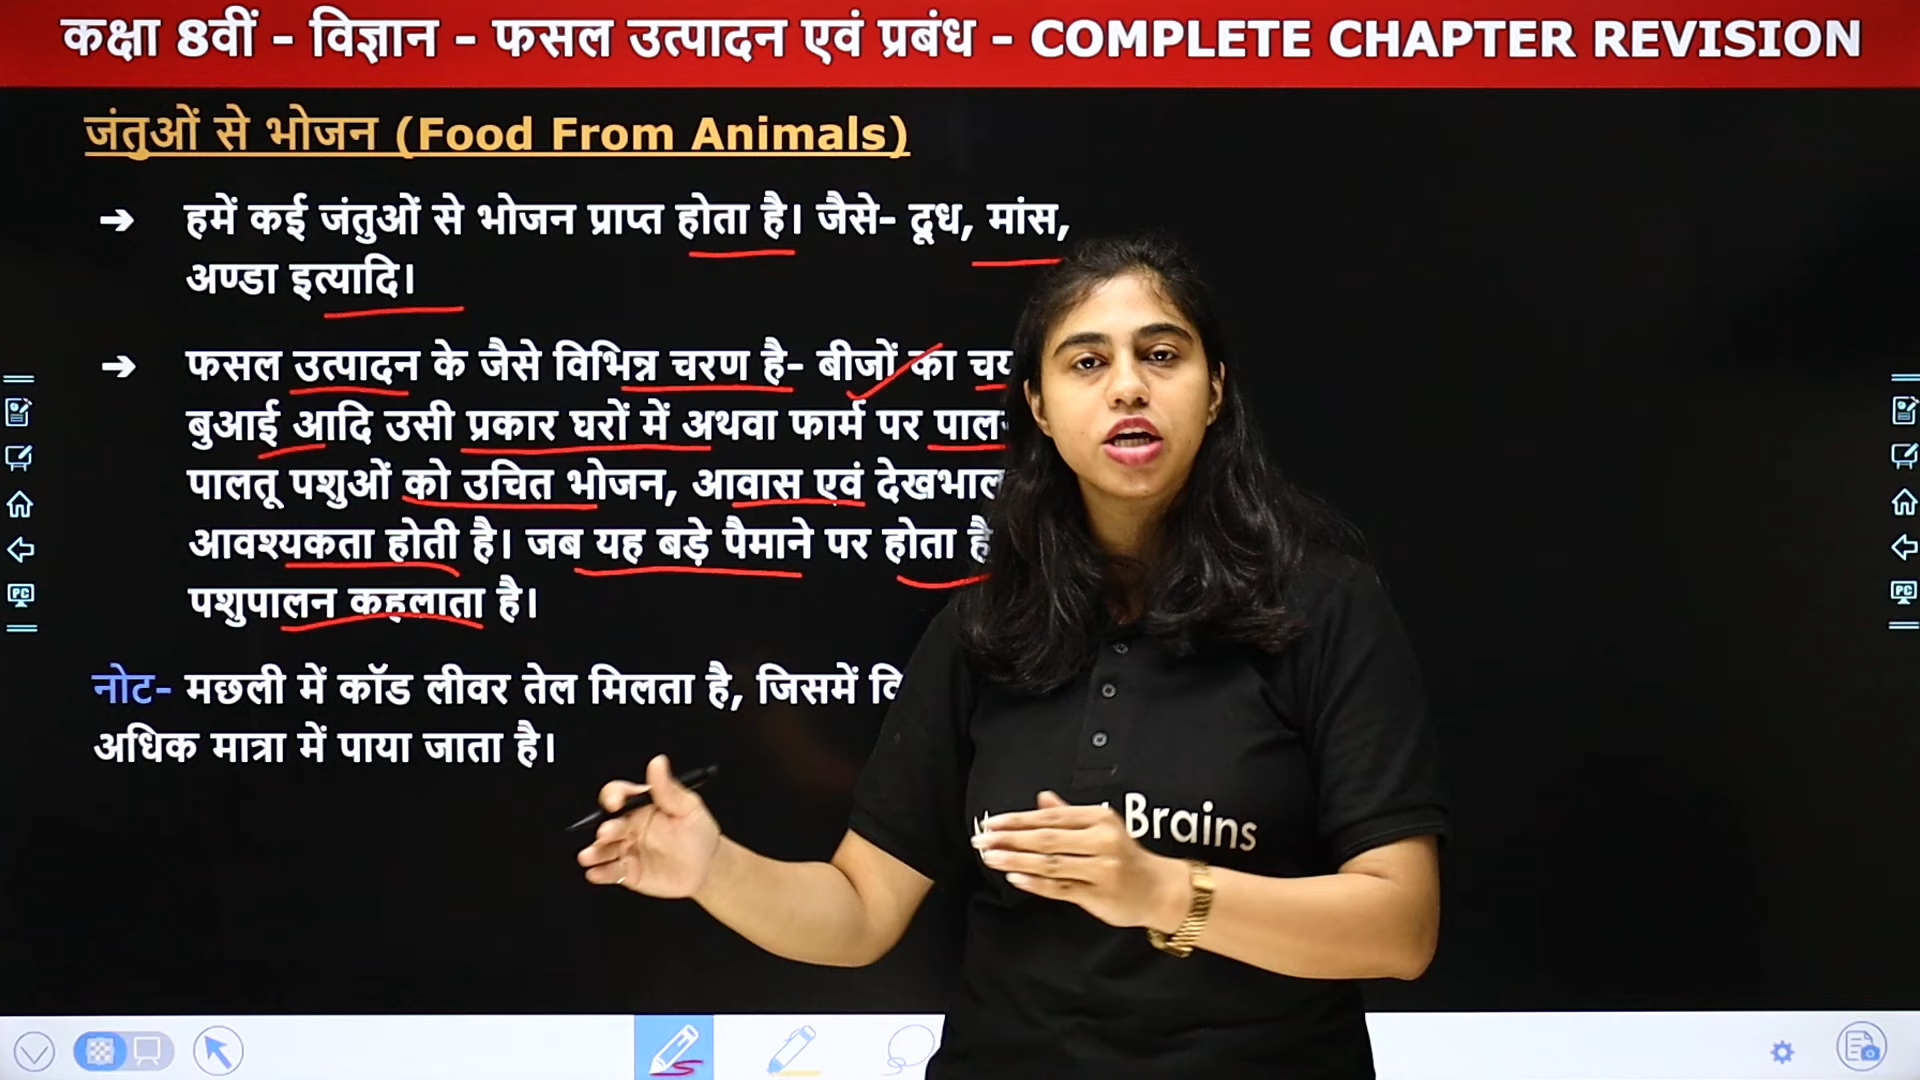 कक्षा 8वीं - विज्ञान - फसल उत्पादन एवं प्रबंध - COMPLETE CHAPTER REVISION
जंतुओं से भोजन (Food From Animals)
➔ हमें कई जंतुओं से भोजन प्राप्त होता है। जैसे- दूध, मांस,
अण्डा इत्यादि।
➔ फसल उत्पादन के जैसे विभिन्न चरण है- बीजों का
बुआई आदि उसी प्रकार घरों में अथवा फार्म पर
पालतू पशुओं को उचित भोजन, आवास एवं देखभाल
आवश्यकता होती है। जब यह बड़े पैमाने पर होता है
पशुपालन कहलाता है।
नोट- मछली में कॉड लीवर तेल मिलता है, जिसमें
अधिक मात्रा में पाया जाता है।
Brains
PC
PC